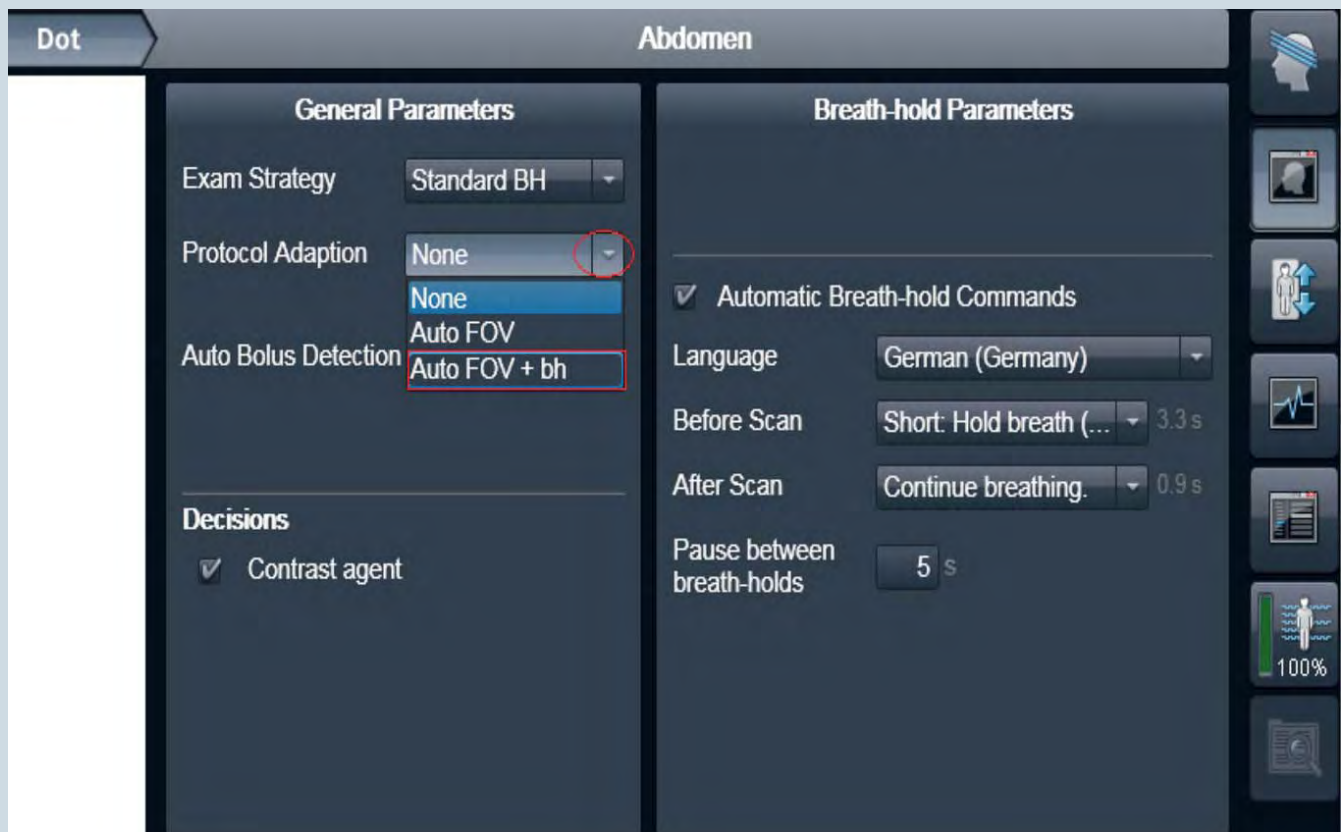 Dot
Abdomen
General Parameters
Exam Strategy
Standard BH
Protocol Adaption
None
None
Auto FOV
Auto Bolus Detection
Auto FOV + bh
Decisions
Contrast agent
Breath-hold Parameters
Automatic Breath-hold Commands
Language
German (Germany)
Before Scan
Short: Hold breath (...
3.3 s
After Scan
Continue breathing.
0.9 s
Pause between
breath-holds
5 s
100%